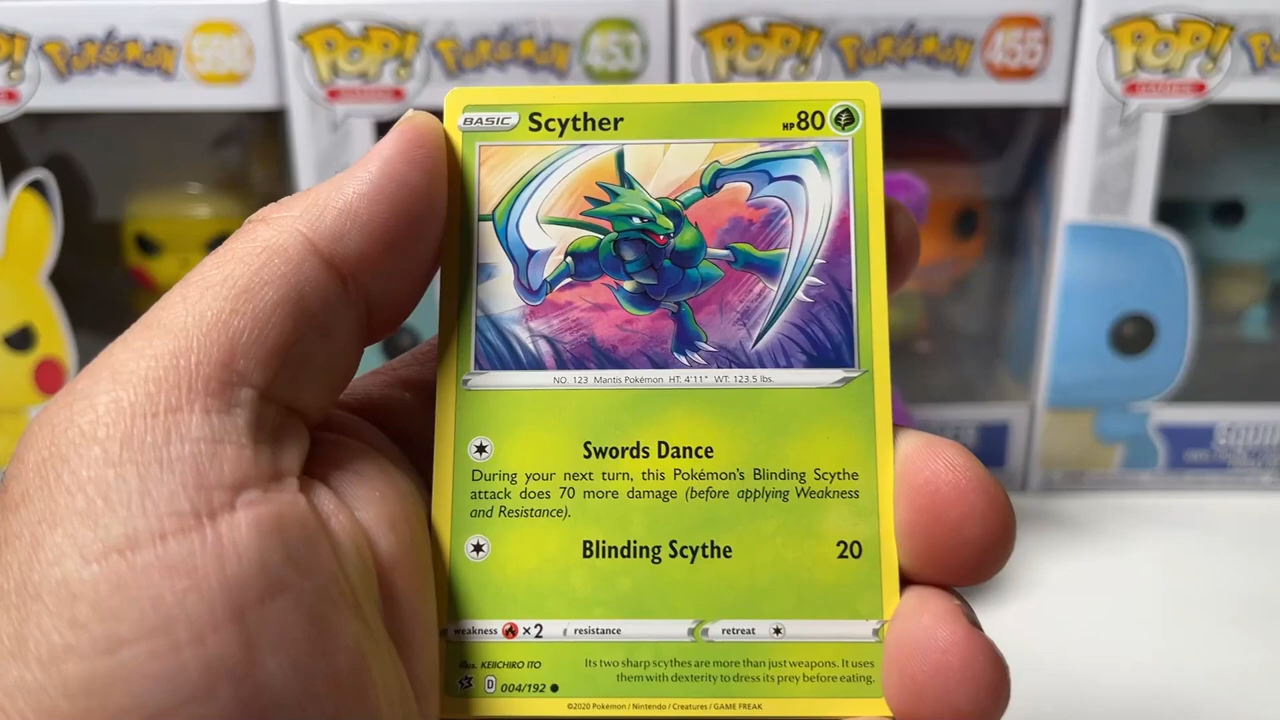 POP! Pokémon 598
POP! Pokémon 453
POP! Pokémon 455
POP!
GAMES
BASIC Scyther HP 80
NO. 123 Mantis Pokémon HT: 4'11" WT: 123.5 lbs.
Swords Dance
During your next turn, this Pokémon's Blinding Scythe
attack does 70 more damage (before applying Weakness
and Resistance).
Blinding Scythe 20
weakness ×2 resistance retreat
Illus. KEIICHIRO ITO
D 004/192
Its two sharp scythes are more than just weapons. It uses
them with dexterity to dress its prey before eating.
©2020 Pokémon / Nintendo / Creatures / GAME FREAK